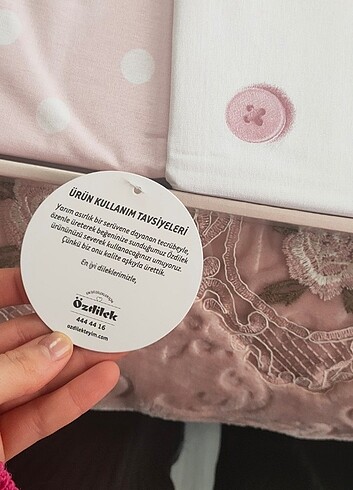 ÜRÜN KULLANIM TAVSİYELERİ
Yarım asırlık bir serüvene dayanan tecrübeyle,
özenle üreterek beğeninize sunduğumuz Özdilek
ürününüzü severek kullanacağınızı umuyoruz.
Çünkü biz onu kalite aşkıyla ürettik.
En iyi dileklerimizle,
Özdilek
444 44 16
ozdilekteyim.com